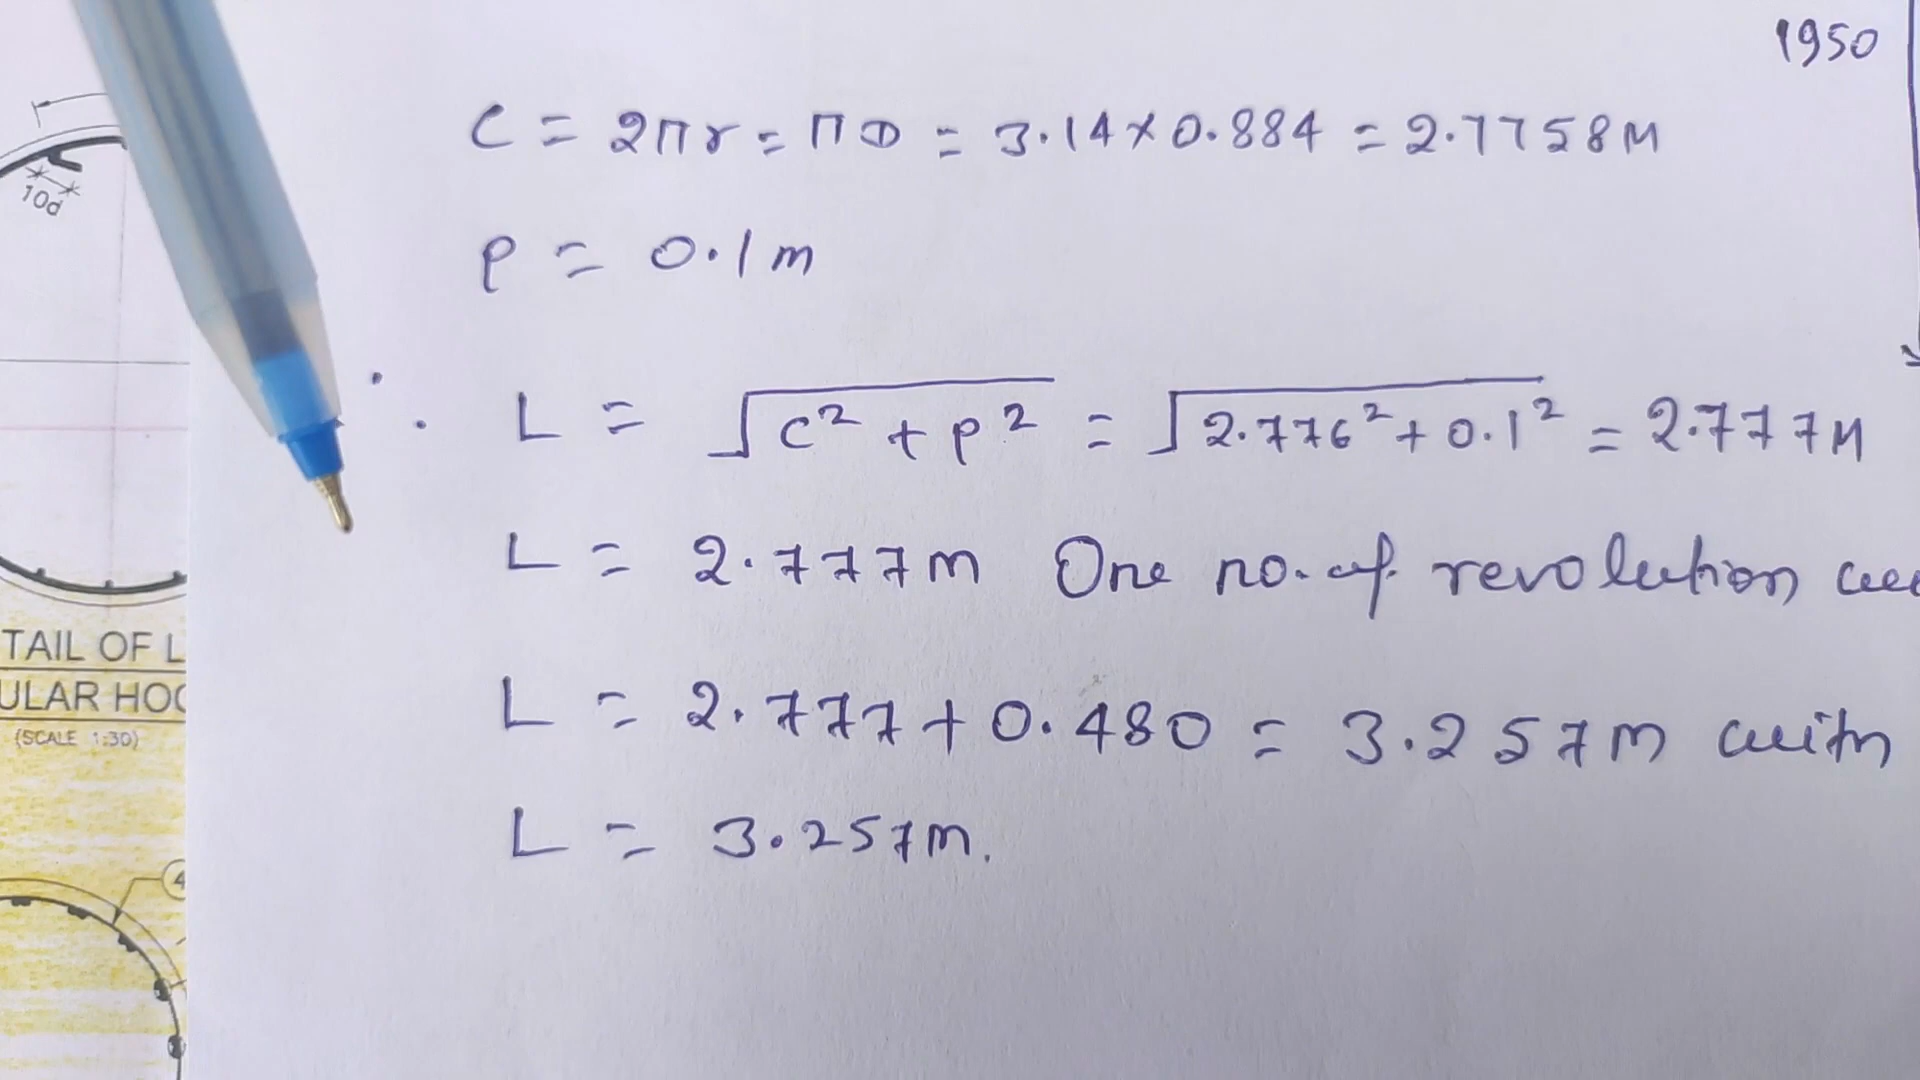 1950
C = 2πr = πD = 3.14 × 0.884 = 2.7758M
P = 0.1m
∴ L = √C² + P² = √2.776² + 0.1² = 2.777M
L = 2.777m One no. of revolution
L = 2.777 + 0.480 = 3.257m with
L = 3.257m.
10d
TAIL OF L
ULAR HOO
(SCALE 1:30)
4